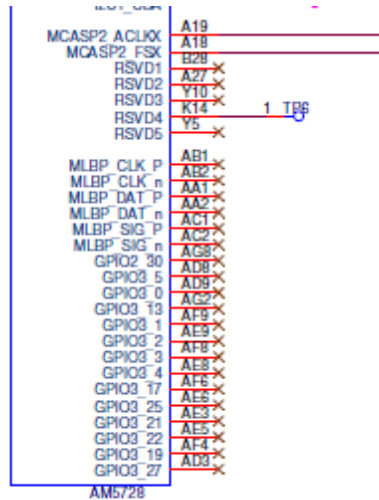 MCASP2_ACLKX A19
MCASP2_FSX A18
RSVD1 B28
RSVD2 A27
RSVD3 Y10
RSVD4 K14 1 TP6
RSVD5 Y5
MLBP_CLK_P AB1
MLBP_CLK_n AB2
MLBP_DAT_P AA1
MLBP_DAT_n AA2
MLBP_SIG_P AC1
MLBP_SIG_n AC2
GPIO2_30 AG8
GPIO3_5 AD8
GPIO3_0 AD9
GPIO3_13 AG2
GPIO3_1 AF9
GPIO3_2 AE9
GPIO3_3 AF8
GPIO3_4 AE8
GPIO3_17 AF6
GPIO3_25 AE6
GPIO3_21 AE3
GPIO3_22 AE5
GPIO3_19 AF4
GPIO3_27 AD3
AM5728